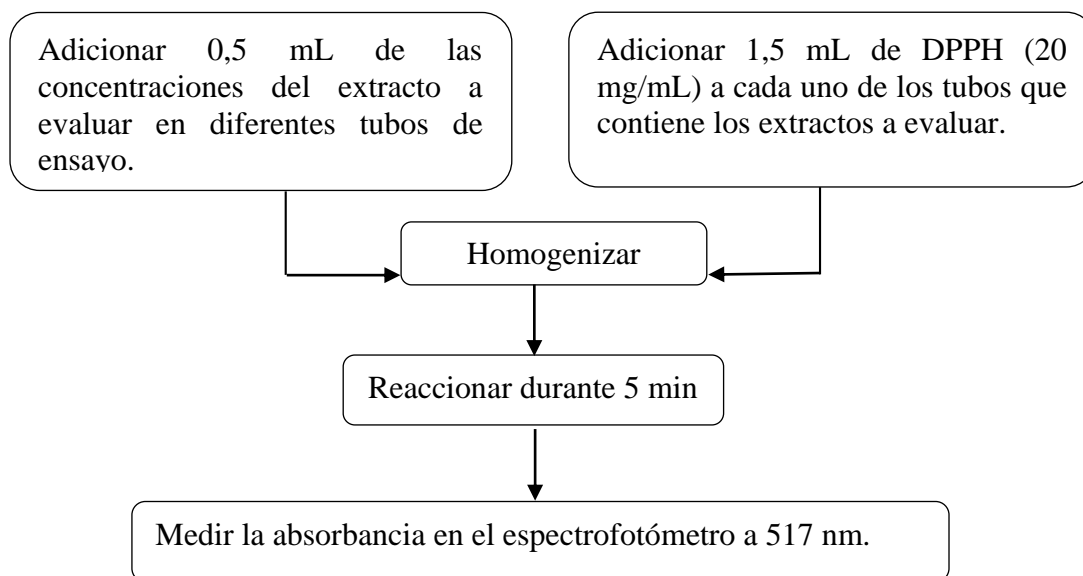 Adicionar 0,5 mL de las
concentraciones del extracto a
evaluar en diferentes tubos de
ensayo.
Adicionar 1,5 mL de DPPH (20
mg/mL) a cada uno de los tubos que
contiene los extractos a evaluar.
Homogenizar
Reaccionar durante 5 min
Medir la absorbancia en el espectrofotómetro a 517 nm.